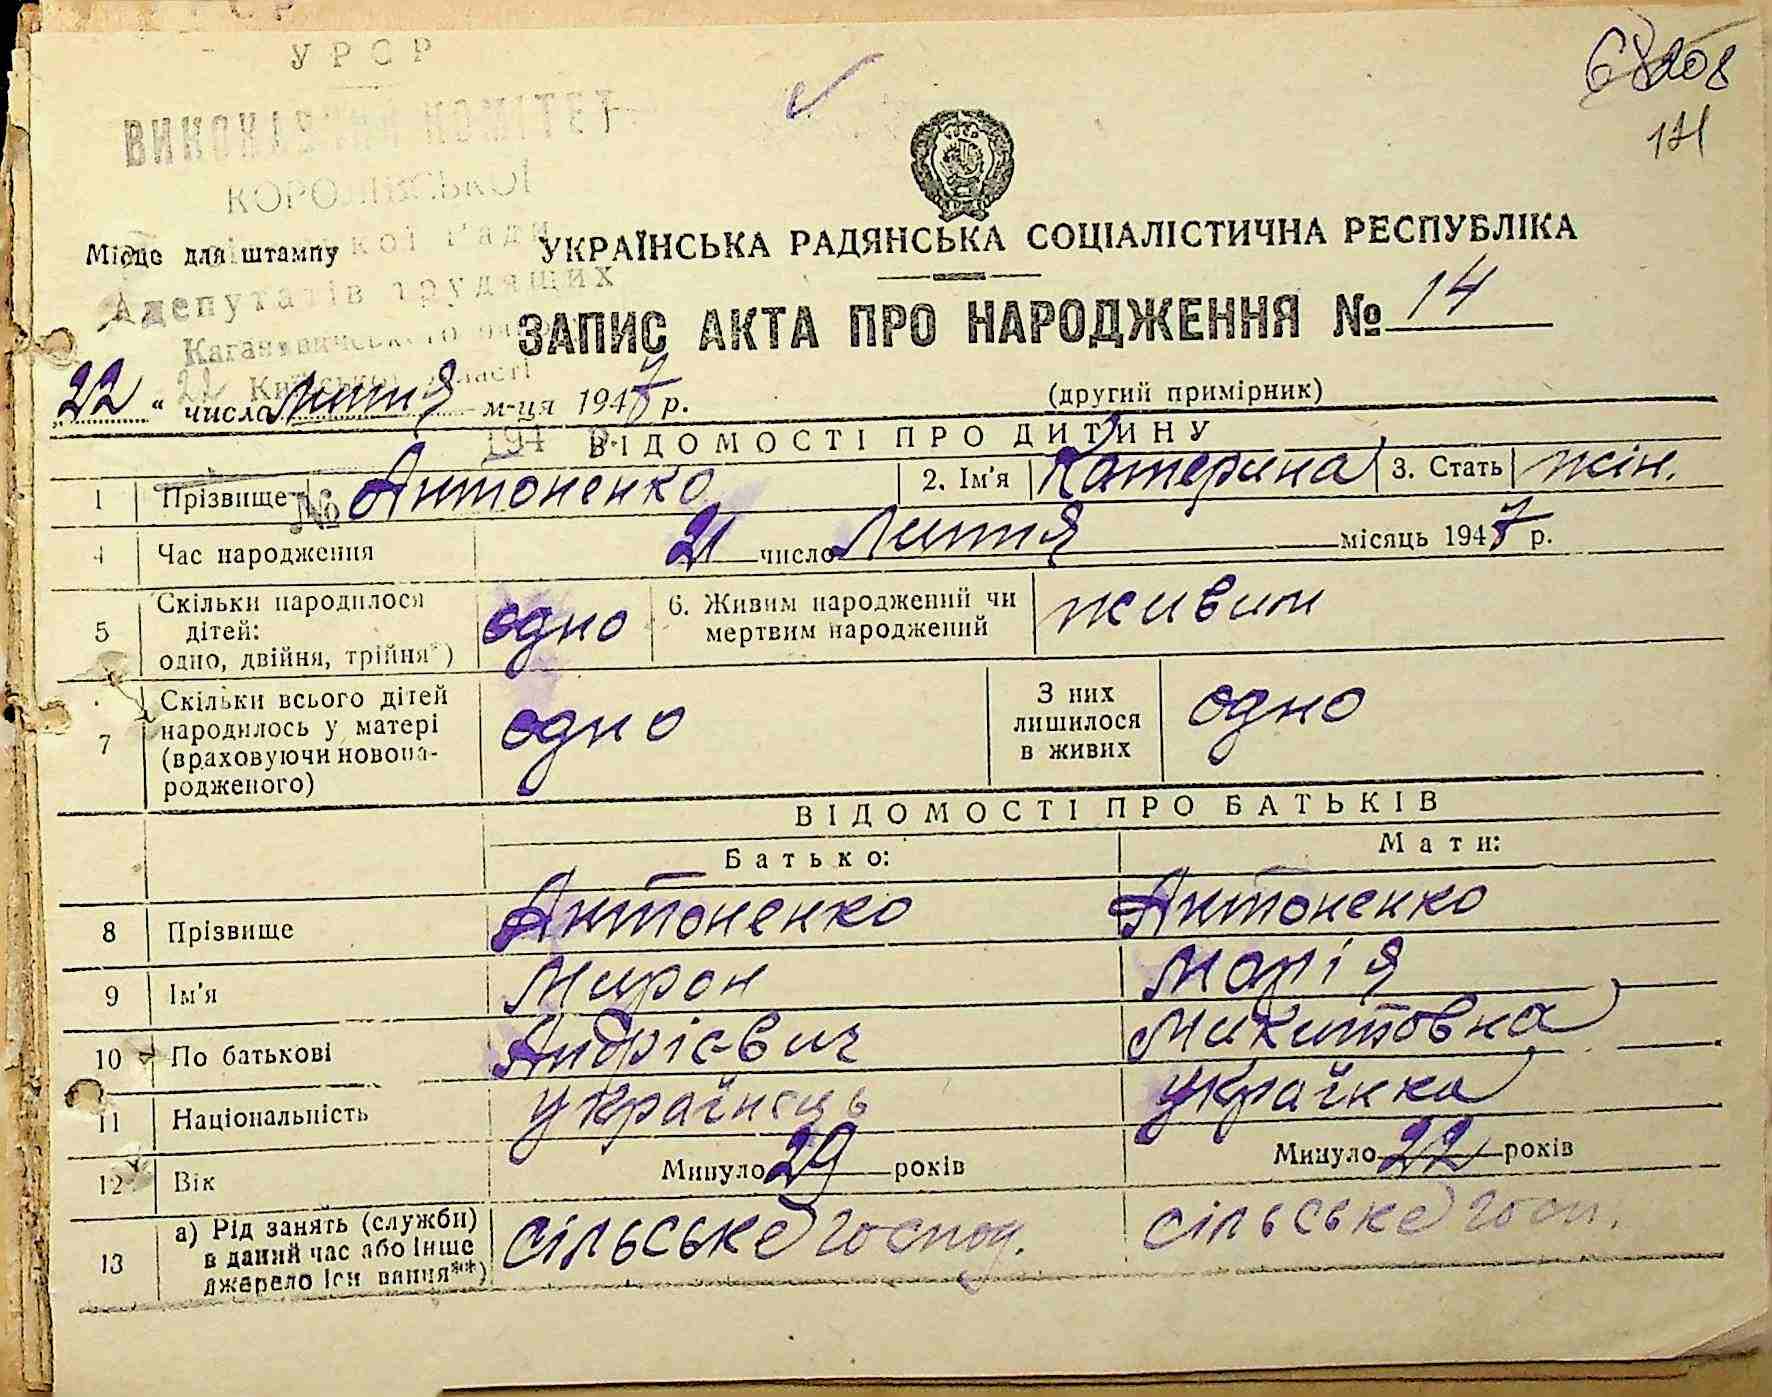 УРСР
ВИКОНАВЧИЙ КОМІТЕТ
КОРОЛІВСЬКОЇ
Ради
депутатів трудящих
Кагановичського
Київської області
194 р.
№
208
171
Місце для штампу
УКРАЇНСЬКА РАДЯНСЬКА СОЦІАЛІСТИЧНА РЕСПУБЛІКА
ЗАПИС АКТА ПРО НАРОДЖЕННЯ № 14
(другий примірник)
„22“ числа лютня м-ця 1947 р.
ВІДОМОСТІ ПРО ДИТИНУ
1 Прізвище Антоненко 2. Ім'я Катерина 3. Стать жін.
4 Час народження 21 число лютня місяць 1947 р.
5 Скільки народилося дітей: одно, двійня, трійня*) одно 6. Живим народжений чи мертвим народжений живим
7 Скільки всього дітей народилось у матері (враховуючи новонародженого) одно З них лишилося в живих одно
ВІДОМОСТІ ПРО БАТЬКІВ
Батько: Мати:
8 Прізвище Антоненко Антоненко
9 Ім'я Мирон Марія
10 По батькові Андрієвич Микитовна
11 Національність українець українка
12 Вік Минуло 29 років Минуло 22 років
13 а) Рід занять (служби) в даний час або інше джерело існування**) сільське господ. сільське госп.